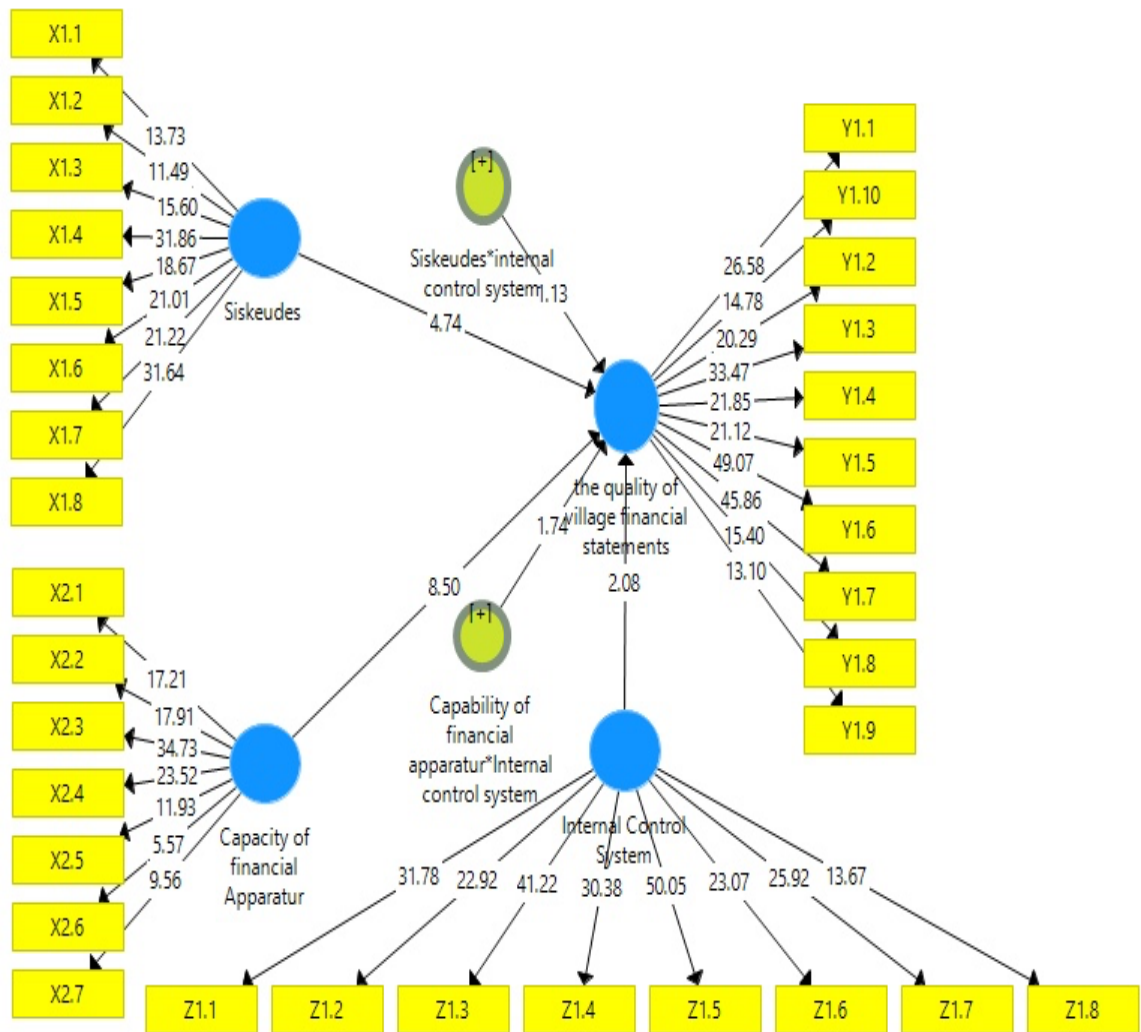 X1.1
X1.2
X1.3
X1.4
X1.5
X1.6
X1.7
X1.8
13.73
11.49
15.60
31.86
18.67
21.01
21.22
31.64
Siskeudes
[+]
Siskeudes*internal
control system
1.13
4.74
Y1.1
Y1.10
Y1.2
Y1.3
Y1.4
Y1.5
Y1.6
Y1.7
Y1.8
Y1.9
26.58
14.78
20.29
33.47
21.85
21.12
49.07
45.86
15.40
13.10
the quality of
village financial
statements
1.74
8.50
2.08
[+]
Capability of
financial
apparatur*Internal
control system
X2.1
X2.2
X2.3
X2.4
X2.5
X2.6
X2.7
17.21
17.91
34.73
23.52
11.93
5.57
9.56
Capacity of
financial
Apparatur
Internal Control
System
31.78
22.92
41.22
30.38
50.05
23.07
25.92
13.67
Z1.1
Z1.2
Z1.3
Z1.4
Z1.5
Z1.6
Z1.7
Z1.8